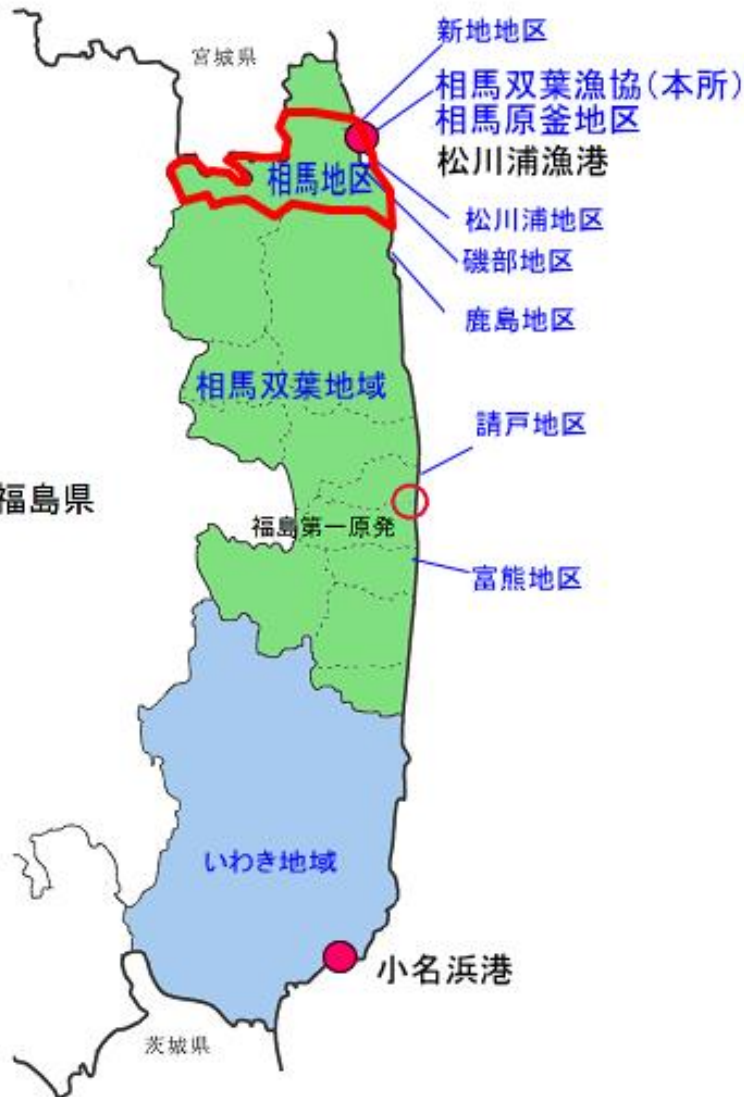 新地地区
宮城県
相馬双葉漁協(本所)
相馬原釜地区
松川浦漁港
相馬地区
松川浦地区
磯部地区
鹿島地区
相馬双葉地域
請戸地区
福島県
福島第一原発
富熊地区
いわき地域
小名浜港
茨城県